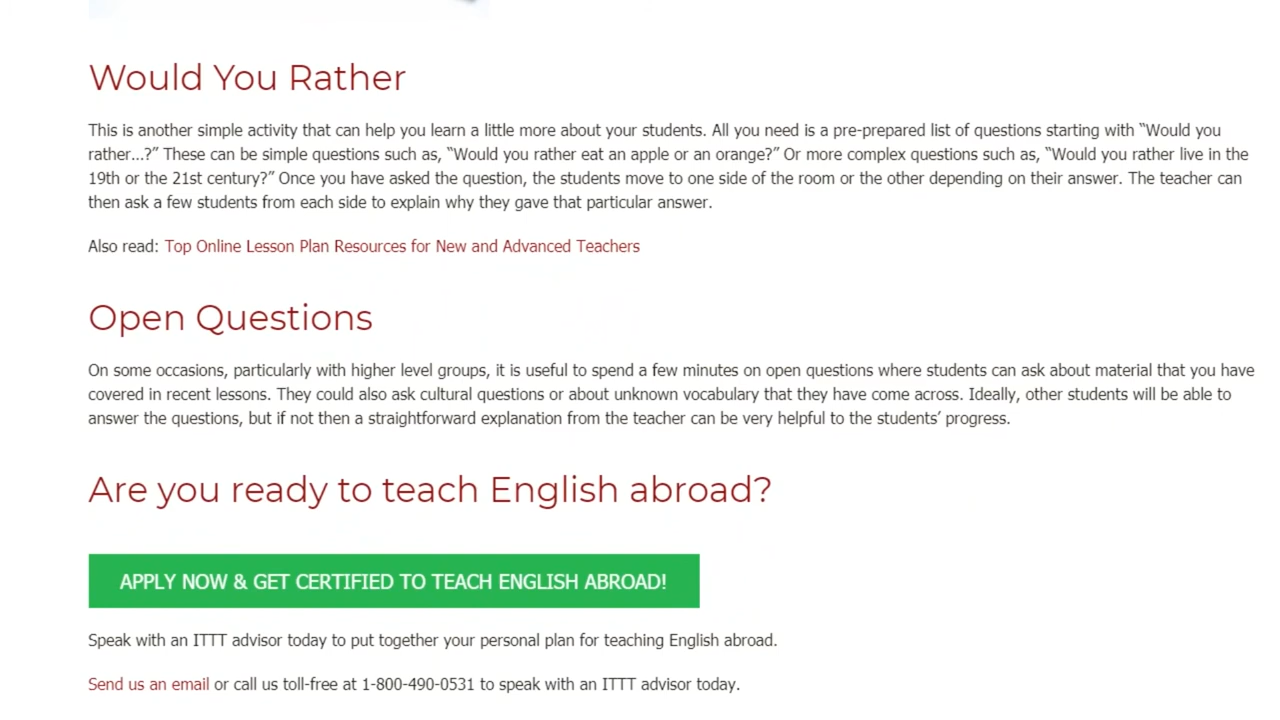 Would You Rather
This is another simple activity that can help you learn a little more about your students. All you need is a pre-prepared list of questions starting with “Would you
rather...?” These can be simple questions such as, “Would you rather eat an apple or an orange?” Or more complex questions such as, “Would you rather live in the
19th or the 21st century?” Once you have asked the question, the students move to one side of the room or the other depending on their answer. The teacher can
then ask a few students from each side to explain why they gave that particular answer.
Also read: Top Online Lesson Plan Resources for New and Advanced Teachers
Open Questions
On some occasions, particularly with higher level groups, it is useful to spend a few minutes on open questions where students can ask about material that you have
covered in recent lessons. They could also ask cultural questions or about unknown vocabulary that they have come across. Ideally, other students will be able to
answer the questions, but if not then a straightforward explanation from the teacher can be very helpful to the students’ progress.
Are you ready to teach English abroad?
APPLY NOW & GET CERTIFIED TO TEACH ENGLISH ABROAD!
Speak with an ITTT advisor today to put together your personal plan for teaching English abroad.
Send us an email or call us toll-free at 1-800-490-0531 to speak with an ITTT advisor today.